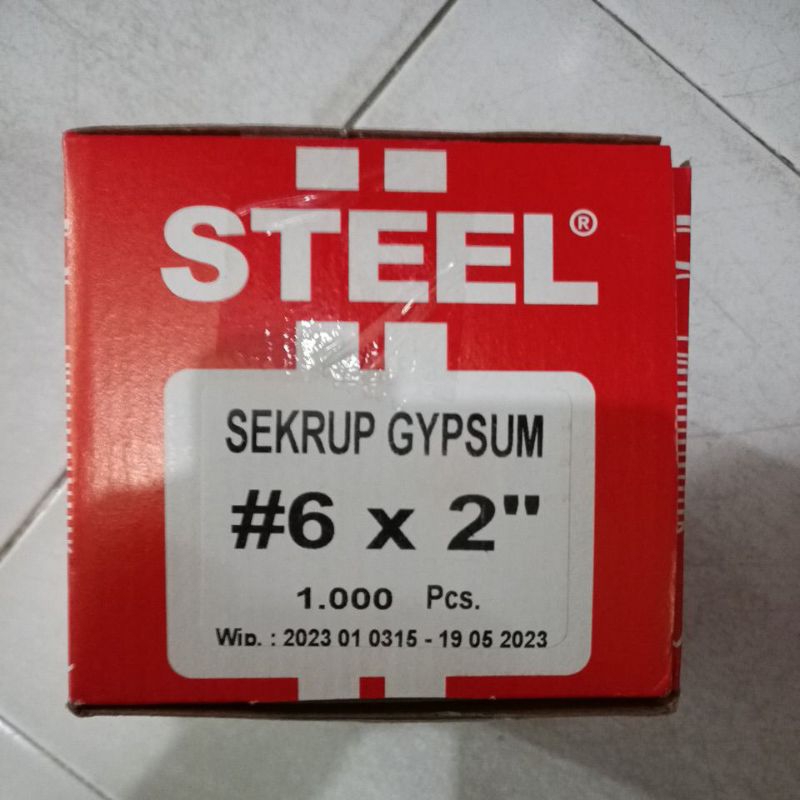 STEEL®
SEKRUP GYPSUM
#6 x 2"
1.000 Pcs.
Wip. : 2023 01 0315 - 19 05 2023